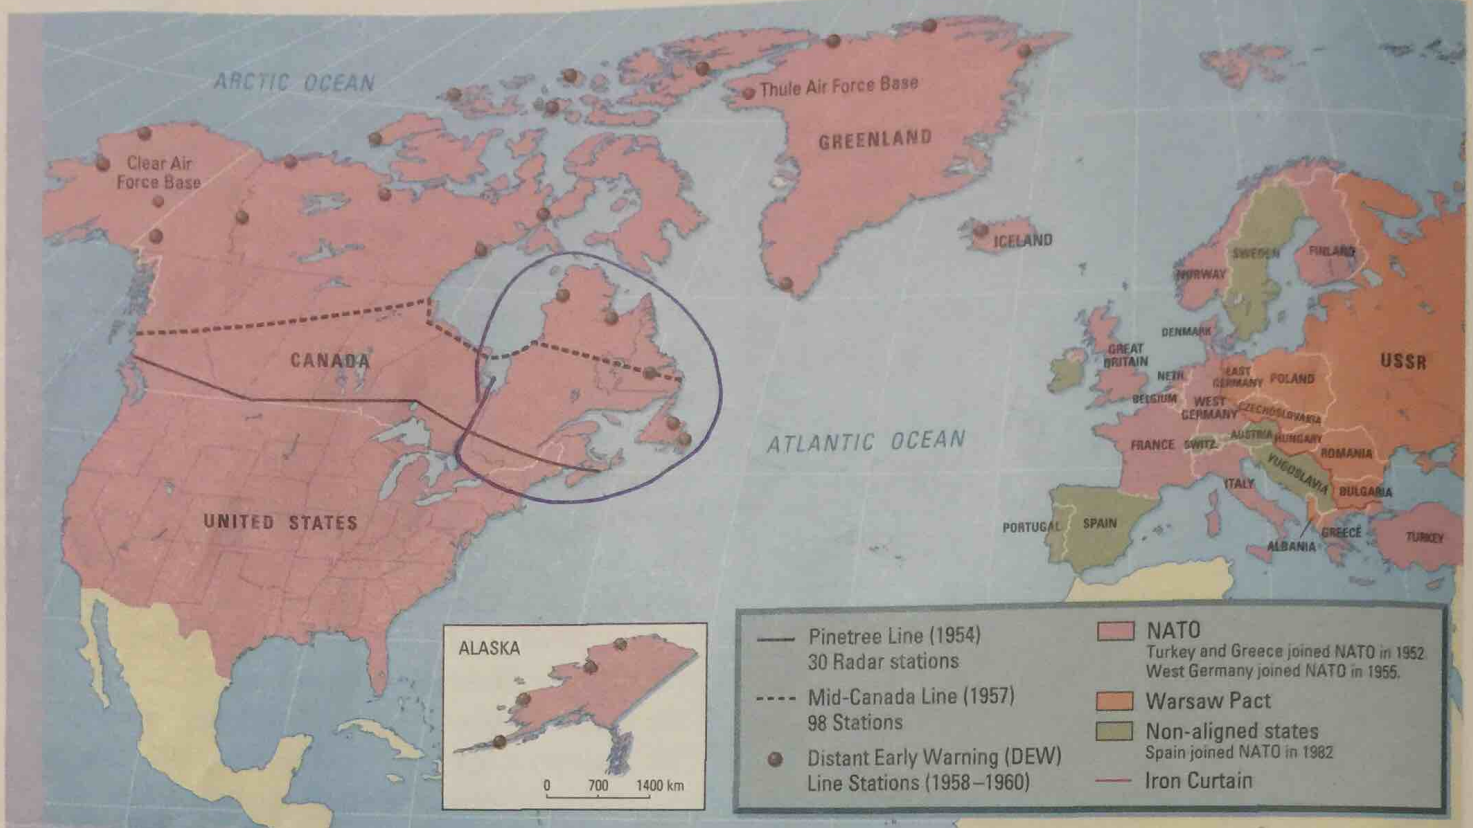 ARCTIC OCEAN
Thule Air Force Base
GREENLAND
Clear Air
Force Base
ICELAND
SWEDEN
FINLAND
NORWAY
DENMARK
GREAT
BRITAIN
USSR
CANADA
NETH.
EAST
GERMANY
POLAND
BELGIUM
WEST
GERMANY
CZECHOSLOVAKIA
ATLANTIC OCEAN
FRANCE
SWITZ.
AUSTRIA
HUNGARY
ROMANIA
YUGOSLAVIA
ITALY
BULGARIA
UNITED STATES
PORTUGAL
SPAIN
ALBANIA
GREECE
TURKEY
ALASKA
0 700 1400 km
Pinetree Line (1954)
30 Radar stations
Mid-Canada Line (1957)
98 Stations
Distant Early Warning (DEW)
Line Stations (1958–1960)
NATO
Turkey and Greece joined NATO in 1952
West Germany joined NATO in 1955.
Warsaw Pact
Non-aligned states
Spain joined NATO in 1982
Iron Curtain